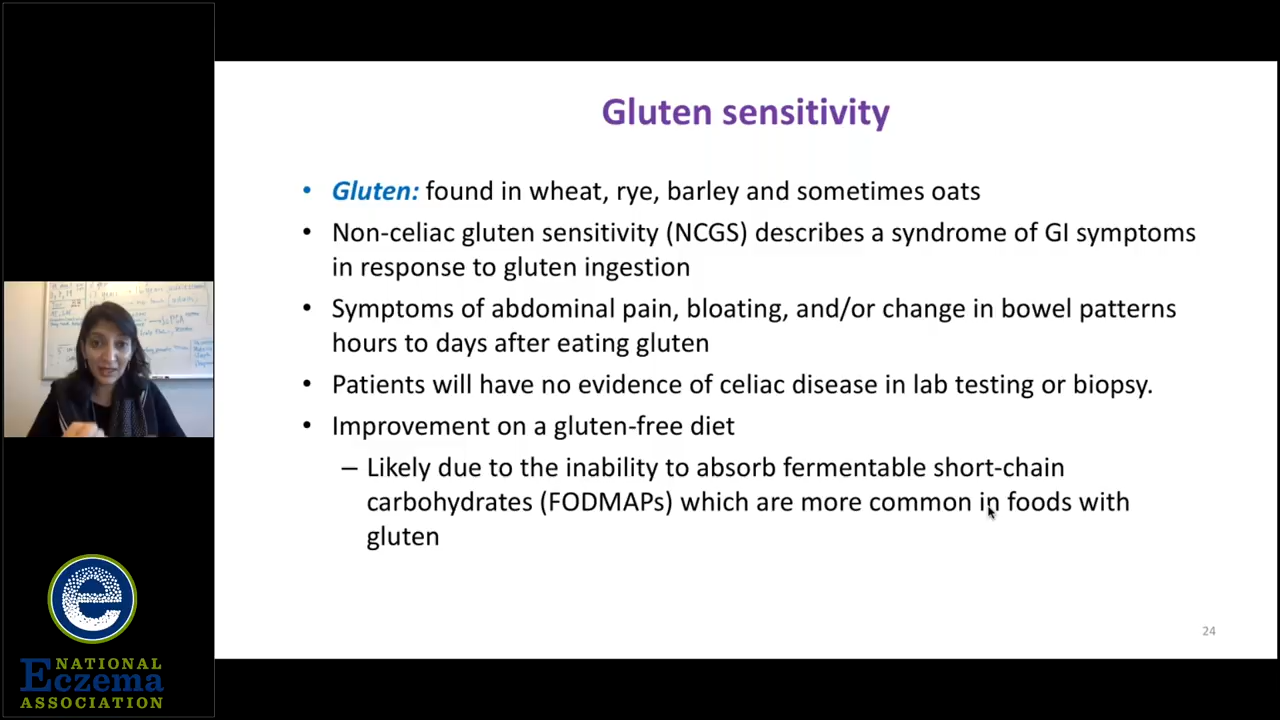 Gluten sensitivity
• Gluten: found in wheat, rye, barley and sometimes oats
• Non-celiac gluten sensitivity (NCGS) describes a syndrome of GI symptoms
in response to gluten ingestion
• Symptoms of abdominal pain, bloating, and/or change in bowel patterns
hours to days after eating gluten
• Patients will have no evidence of celiac disease in lab testing or biopsy.
• Improvement on a gluten-free diet
– Likely due to the inability to absorb fermentable short-chain
carbohydrates (FODMAPs) which are more common in foods with
gluten
24
e
NATIONAL
Eczema
ASSOCIATION